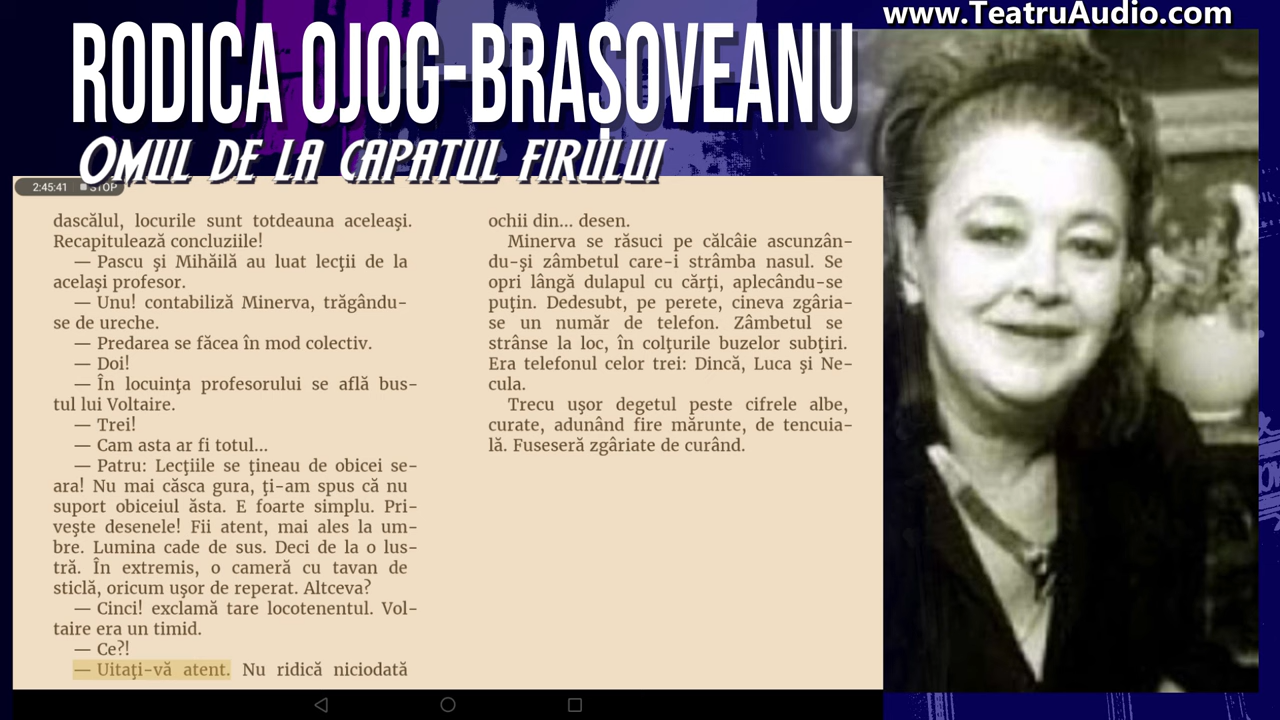 www.TeatruAudio.com
RODICA OJOG-BRAȘOVEANU
OMUL DE LA CAPATUL FIRULUI
2:45:41 STOP
dascălul, locurile sunt totdeauna aceleaşi.
Recapitulează concluziile!
— Pascu şi Mihăilă au luat lecţii de la
acelaşi profesor.
— Unu! contabiliză Minerva, trăgându-
se de ureche.
— Predarea se făcea în mod colectiv.
— Doi!
— În locuinţa profesorului se află bus-
tul lui Voltaire.
— Trei!
— Cam asta ar fi totul...
— Patru: Lecţiile se ţineau de obicei se-
ara! Nu mai căsca gura, ţi-am spus că nu
suport obiceiul ăsta. E foarte simplu. Pri-
veşte desenele! Fii atent, mai ales la um-
bre. Lumina cade de sus. Deci de la o lus-
tră. În extremis, o cameră cu tavan de
sticlă, oricum uşor de reperat. Altceva?
— Cinci! exclamă tare locotenentul. Vol-
taire era un timid.
— Ce?!
— Uitaţi-vă atent. Nu ridică niciodată
ochii din... desen.
Minerva se răsuci pe călcâie ascunzân-
du-şi zâmbetul care-i strâmba nasul. Se
opri lângă dulapul cu cărţi, aplecându-se
puţin. Dedesubt, pe perete, cineva zgâria-
se un număr de telefon. Zâmbetul se
strânse la loc, în colţurile buzelor subţiri.
Era telefonul celor trei: Dincă, Luca şi Ne-
cula.
Trecu uşor degetul peste cifrele albe,
curate, adunând fire mărunte, de tencuia-
lă. Fuseseră zgâriate de curând.